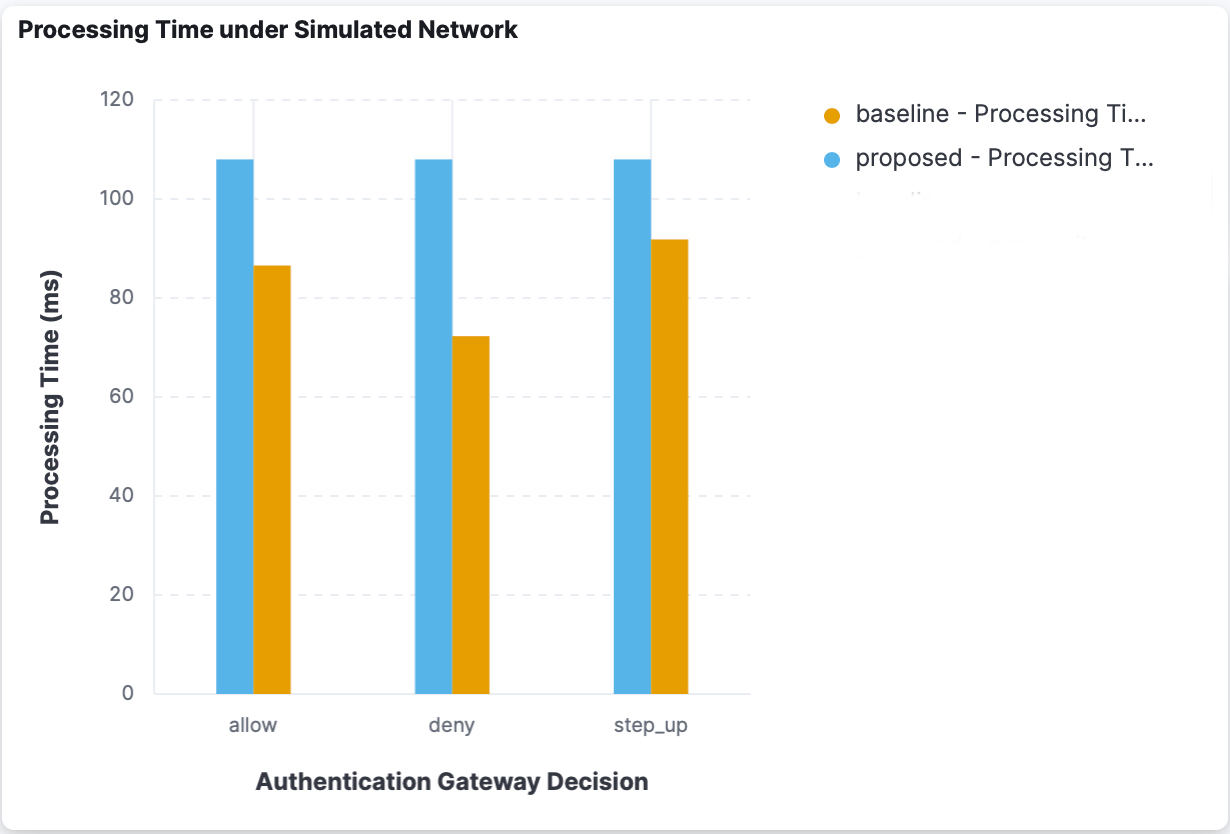 Processing Time under Simulated Network
120
100
80
60
40
20
0
Processing Time (ms)
allow
deny
step_up
Authentication Gateway Decision
baseline - Processing Ti...
proposed - Processing T...